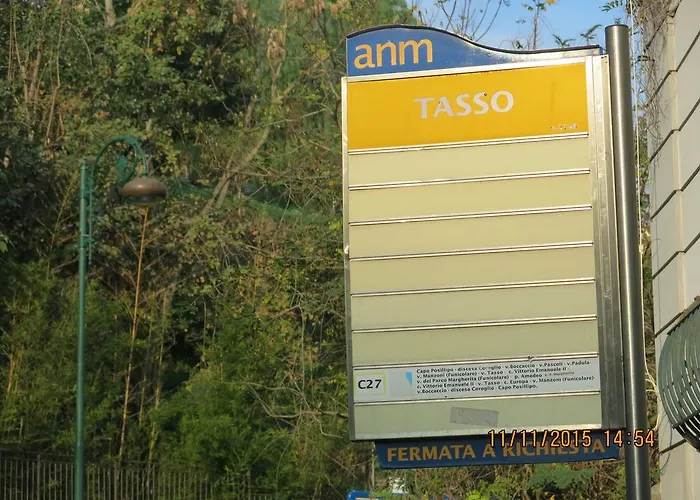 anm
TASSO
C27
Capo Posillipo - discesa Coroglio - v.Boccaccio - v.Pascoli - v.Padula
v. Manzoni (Funicolare) - v. Tasso - c. Vittorio Emanuele II -
v. del Parco Margherita (Funicolare) - p. Amedeo - v. Margherita
c. Vittorio Emanuele II - v. Tasso - c. Europa - v. Manzoni (Funicolare)
v.Boccaccio - discesa Coroglio - Capo Posillipo.
FERMATA A RICHIESTA
11/11/2015 14:54